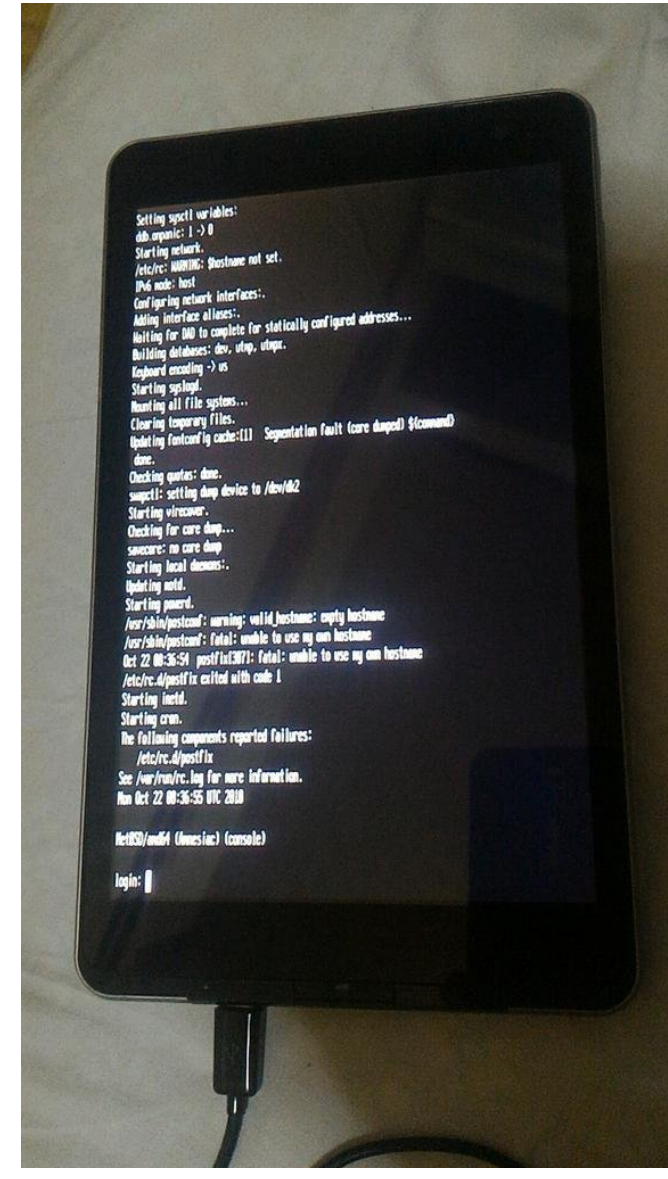 Setting sysctl variables:
ddb.onpanic: 1 -> 0
Starting network.
/etc/rc: WARNING: $hostname not set.
IPv6 mode: host
Configuring network interfaces:.
Adding interface aliases:.
Waiting for DAD to complete for statically configured addresses...
Building databases: dev, utmp, utmpx.
Keyboard encoding -> us
Starting syslogd.
Mounting all file systems...
Clearing temporary files.
Updating fontconfig cache:[1]   Segmentation fault (core dumped) ${command}
done.
Checking quotas: done.
swapctl: setting dump device to /dev/dk2
Starting virecover.
Checking for core dump...
savecore: no core dump
Starting local daemons:.
Updating motd.
Starting powerd.
/usr/sbin/postconf: warning: valid_hostname: empty hostname
/usr/sbin/postconf: fatal: unable to use my own hostname
Oct 22 08:36:54  postfix[387]: fatal: unable to use my own hostname
/etc/rc.d/postfix exited with code 1
Starting inetd.
Starting cron.
The following components reported failures:
/etc/rc.d/postfix
See /var/run/rc.log for more information.
Mon Oct 22 08:36:55 UTC 2018
NetBSD/amd64 (Amnesiac) (console)
login: